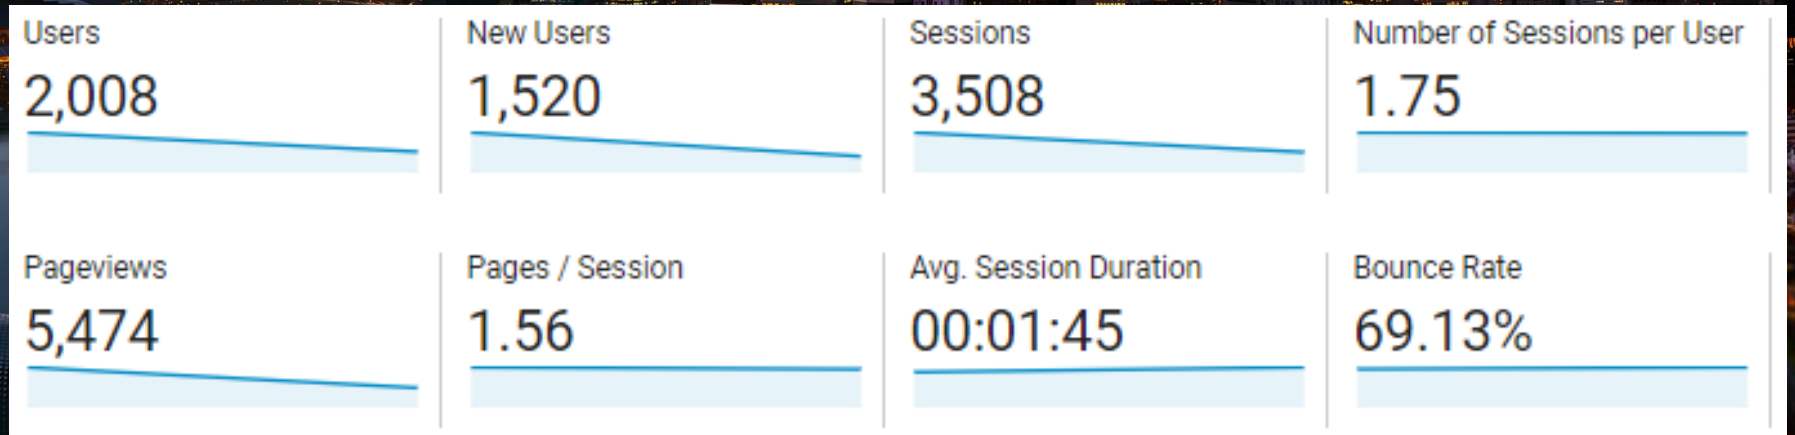 Users
2,008
New Users
1,520
Sessions
3,508
Number of Sessions per User
1.75
Pageviews
5,474
Pages / Session
1.56
Avg. Session Duration
00:01:45
Bounce Rate
69.13%